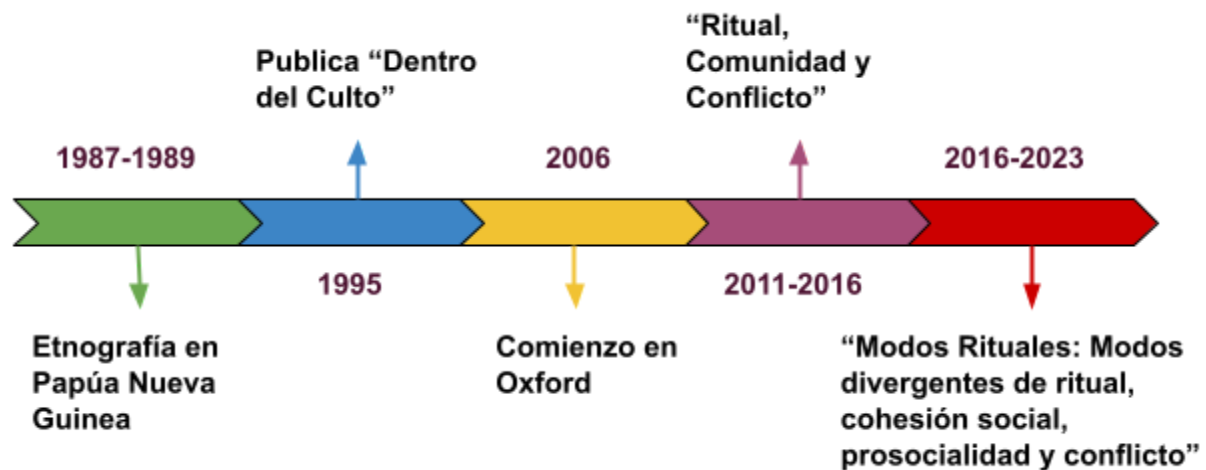 1987-1989
Etnografía en
Papúa Nueva
Guinea
Publica “Dentro
del Culto”
1995
2006
Comienzo en
Oxford
“Ritual,
Comunidad y
Conflicto”
2011-2016
2016-2023
“Modos Rituales: Modos
divergentes de ritual,
cohesión social,
prosocialidad y conflicto”